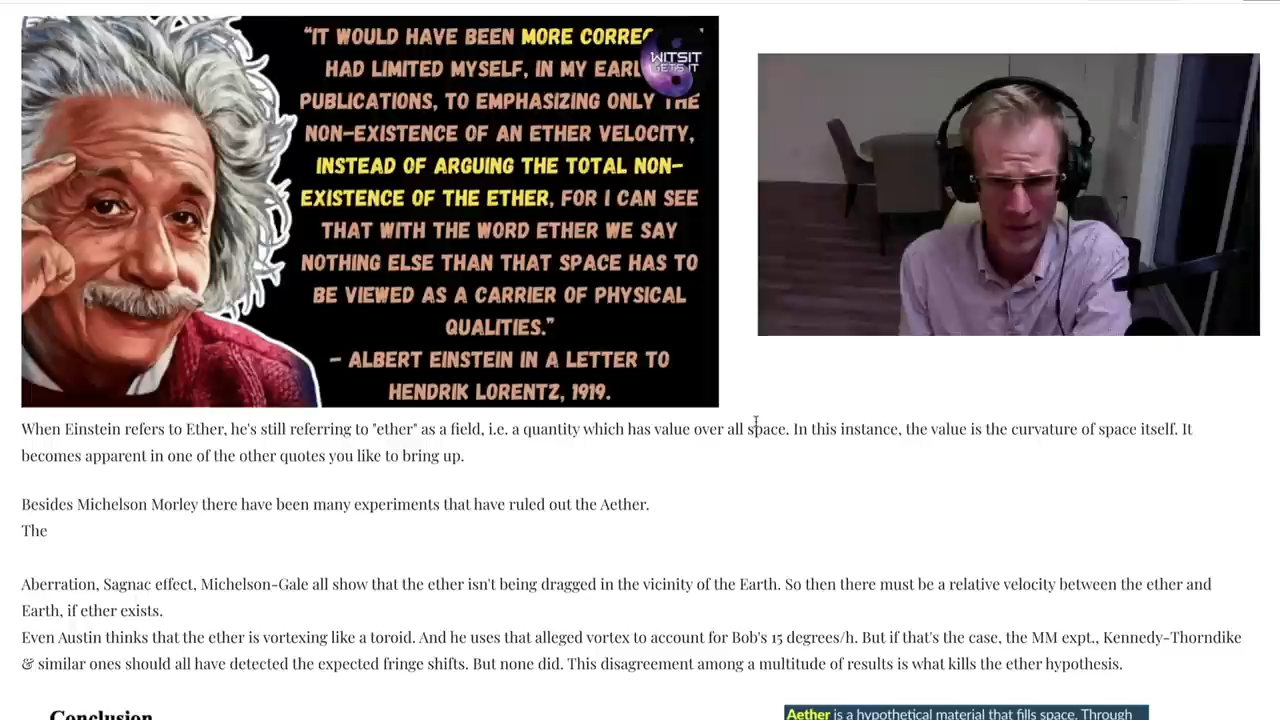 “IT WOULD HAVE BEEN MORE CORREC
HAD LIMITED MYSELF, IN MY EARL
WITSIT
GETS IT
PUBLICATIONS, TO EMPHASIZING ONLY THE
NON-EXISTENCE OF AN ETHER VELOCITY,
INSTEAD OF ARGUING THE TOTAL NON-
EXISTENCE OF THE ETHER, FOR I CAN SEE
THAT WITH THE WORD ETHER WE SAY
NOTHING ELSE THAN THAT SPACE HAS TO
BE VIEWED AS A CARRIER OF PHYSICAL
QUALITIES.”
– ALBERT EINSTEIN IN A LETTER TO
HENDRIK LORENTZ, 1919.
When Einstein refers to Ether, he's still referring to "ether" as a field, i.e. a quantity which has value over all space. In this instance, the value is the curvature of space itself. It
becomes apparent in one of the other quotes you like to bring up.
Besides Michelson Morley there have been many experiments that have ruled out the Aether.
The
Aberration, Sagnac effect, Michelson-Gale all show that the ether isn't being dragged in the vicinity of the Earth. So then there must be a relative velocity between the ether and
Earth, if ether exists.
Even Austin thinks that the ether is vortexing like a toroid. And he uses that alleged vortex to account for Bob's 15 degrees/h. But if that's the case, the MM expt., Kennedy-Thorndike
& similar ones should all have detected the expected fringe shifts. But none did. This disagreement among a multitude of results is what kills the ether hypothesis.
Conclusion
Aether is a hypothetical material that fills space. Through